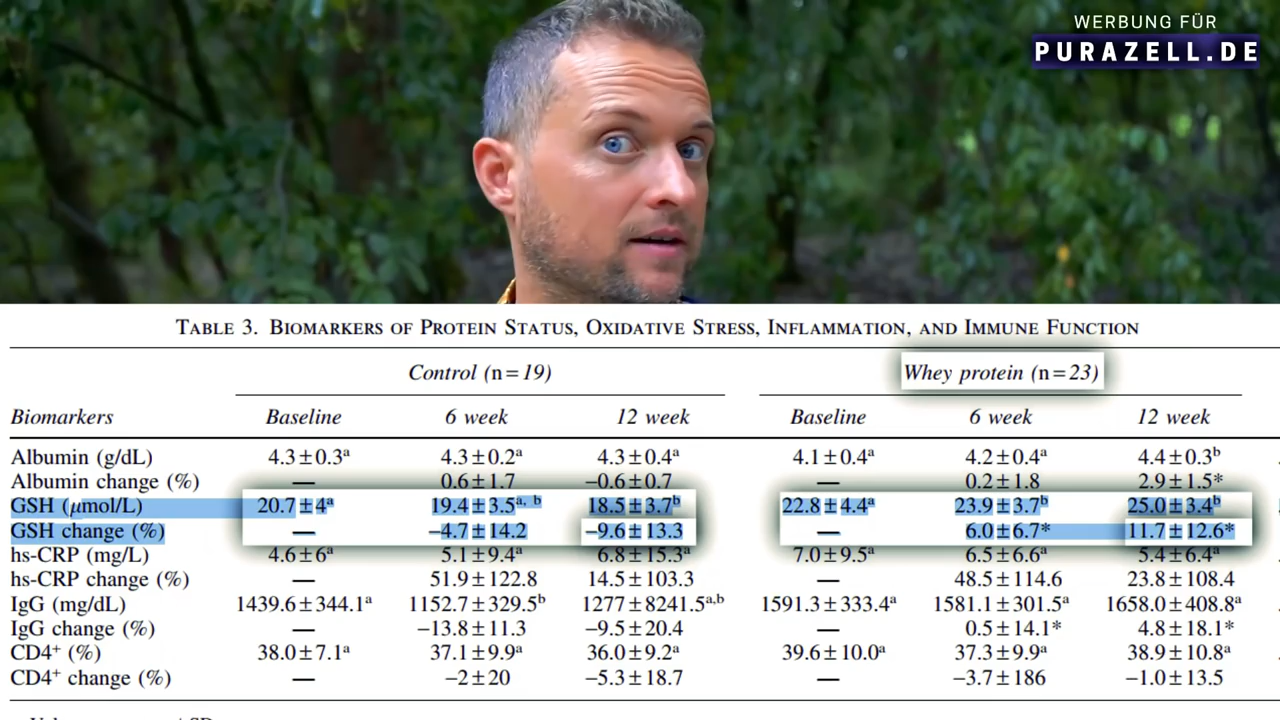 WERBUNG FÜR
PURAZELL.DE
TABLE 3. BIOMARKERS OF PROTEIN STATUS, OXIDATIVE STRESS, INFLAMMATION, AND IMMUNE FUNCTION
Control (n=19) Whey protein (n=23)
Biomarkers Baseline 6 week 12 week Baseline 6 week 12 week
Albumin (g/dL) 4.3±0.3ᵃ 4.3±0.2ᵃ 4.3±0.4ᵃ 4.1±0.4ᵃ 4.2±0.4ᵃ 4.4±0.3ᵇ
Albumin change (%) — 0.6±1.7 −0.6±0.7 — 0.2±1.8 2.9±1.5*
GSH (μmol/L) 20.7±4ᵃ 19.4±3.5ᵃ, ᵇ 18.5±3.7ᵇ 22.8±4.4ᵃ 23.9±3.7ᵇ 25.0±3.4ᵇ
GSH change (%) — −4.7±14.2 −9.6±13.3 — 6.0±6.7* 11.7±12.6*
hs-CRP (mg/L) 4.6±6ᵃ 5.1±9.4ᵃ 6.8±15.3ᵃ 7.0±9.5ᵃ 6.5±6.6ᵃ 5.4±6.4ᵃ
hs-CRP change (%) — 51.9±122.8 14.5±103.3 — 48.5±114.6 23.8±108.4
IgG (mg/dL) 1439.6±344.1ᵃ 1152.7±329.5ᵇ 1277±8241.5ᵃ,ᵇ 1591.3±333.4ᵃ 1581.1±301.5ᵃ 1658.0±408.8ᵃ
IgG change (%) — −13.8±11.3 −9.5±20.4 — 0.5±14.1* 4.8±18.1*
CD4⁺ (%) 38.0±7.1ᵃ 37.1±9.9ᵃ 36.0±9.2ᵃ 39.6±10.0ᵃ 37.3±9.9ᵃ 38.9±10.8ᵃ
CD4⁺ change (%) — −2±20 −5.3±18.7 — −3.7±186 −1.0±13.5